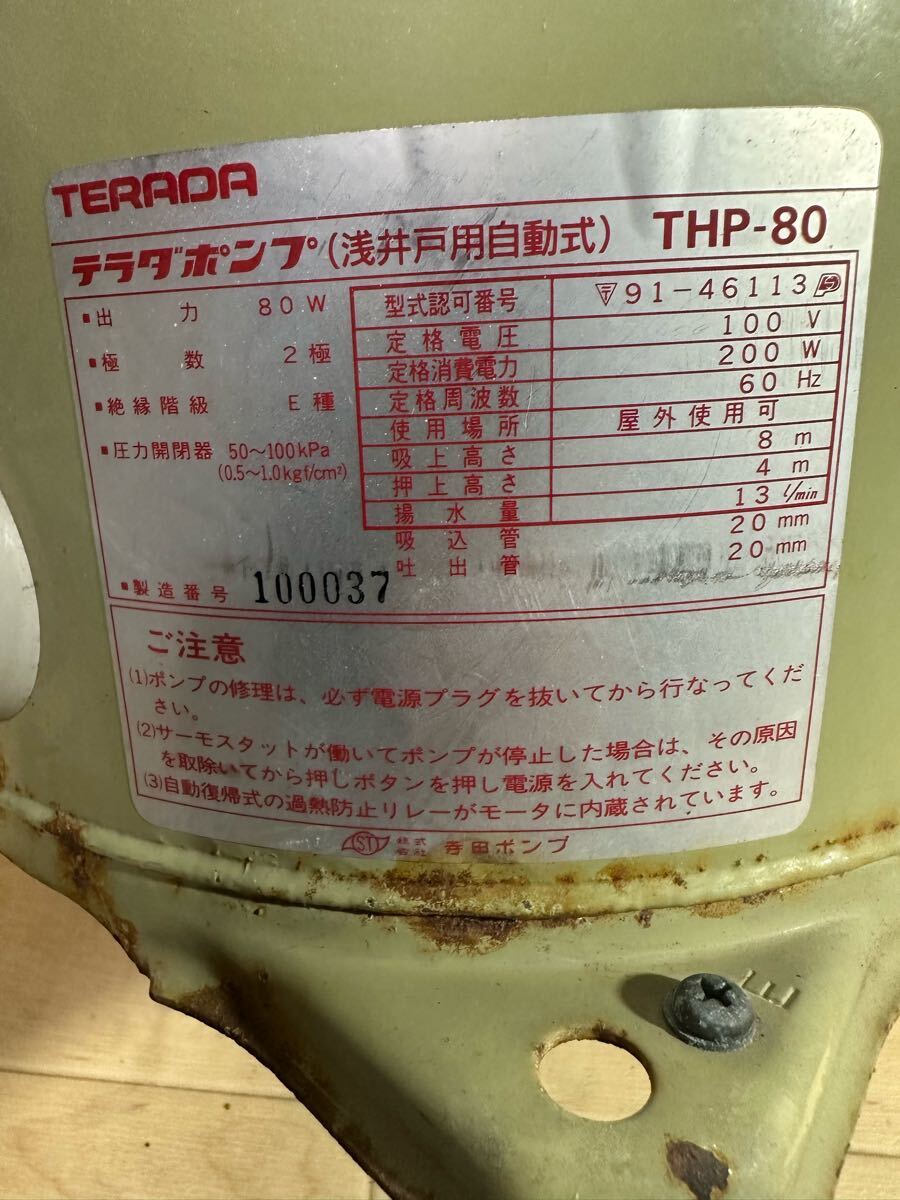 TERADA
テラダポンプ(浅井戸用自動式) THP-80
▪出力 80W
▪極数 2極
▪絶縁階級 E種
▪圧力開閉器 50〜100kPa
(0.5〜1.0kgf/cm²)
型式認可番号 91-46113
定格電圧 100 V
定格消費電力 200 W
定格周波数 60 Hz
使用場所 屋外使用可
吸上高さ 8 m
押上高さ 4 m
揚水量 13 ℓ/min
吸込管 20 mm
吐出管 20 mm
▪製造番号 100037
ご注意
(1)ポンプの修理は、必ず電源プラグを抜いてから行なってくだ
さい。
(2)サーモスタットが働いてポンプが停止した場合は、その原因
を取除いてから押しボタンを押し電源を入れてください。
(3)自動復帰式の過熱防止リレーがモータに内蔵されています。
株式会社 寺田ポンプ
E